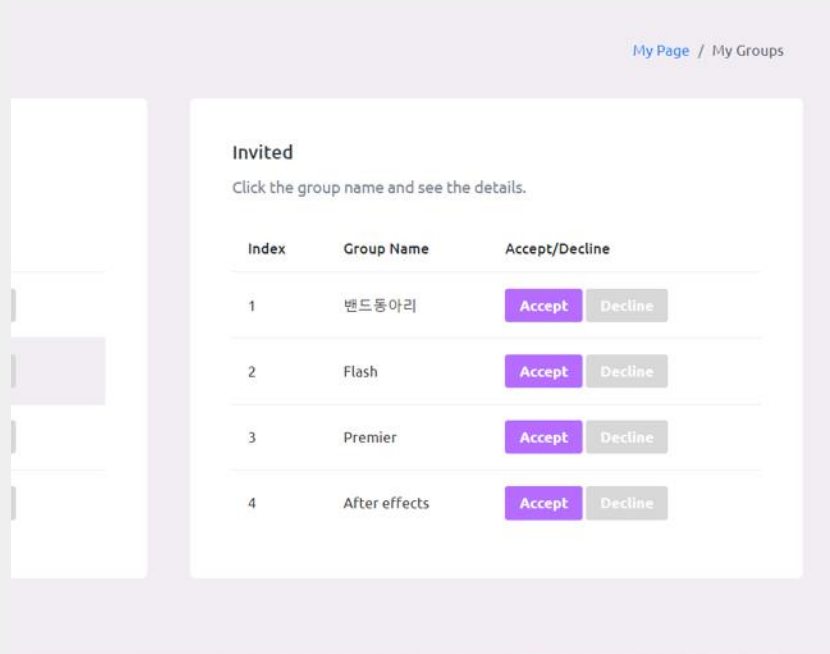 My Page / My Groups
Invited
Click the group name and see the details.
Index Group Name Accept/Decline
1 밴드동아리 Accept Decline
2 Flash Accept Decline
3 Premier Accept Decline
4 After effects Accept Decline